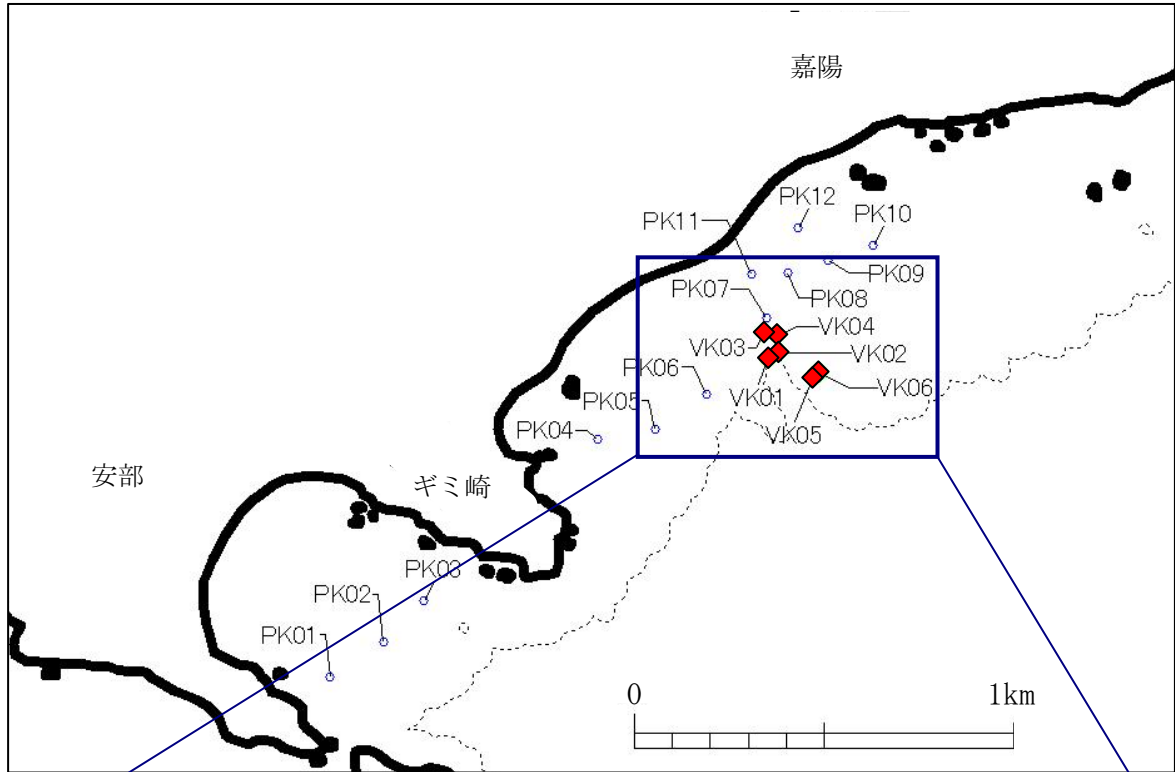 嘉陽
PK12
PK11
PK10
PK09
PK07
PK08
VK04
VK03
VK02
PK06
VK01
VK06
PK05
VK05
PK04
安部
ギミ崎
PK03
PK02
PK01
0
1km